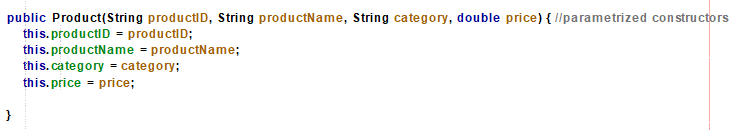 public Product(String productID, String productName, String category, double price) { //parametrized constructors
this.productID = productID;
this.productName = productName;
this.category = category;
this.price = price;
}